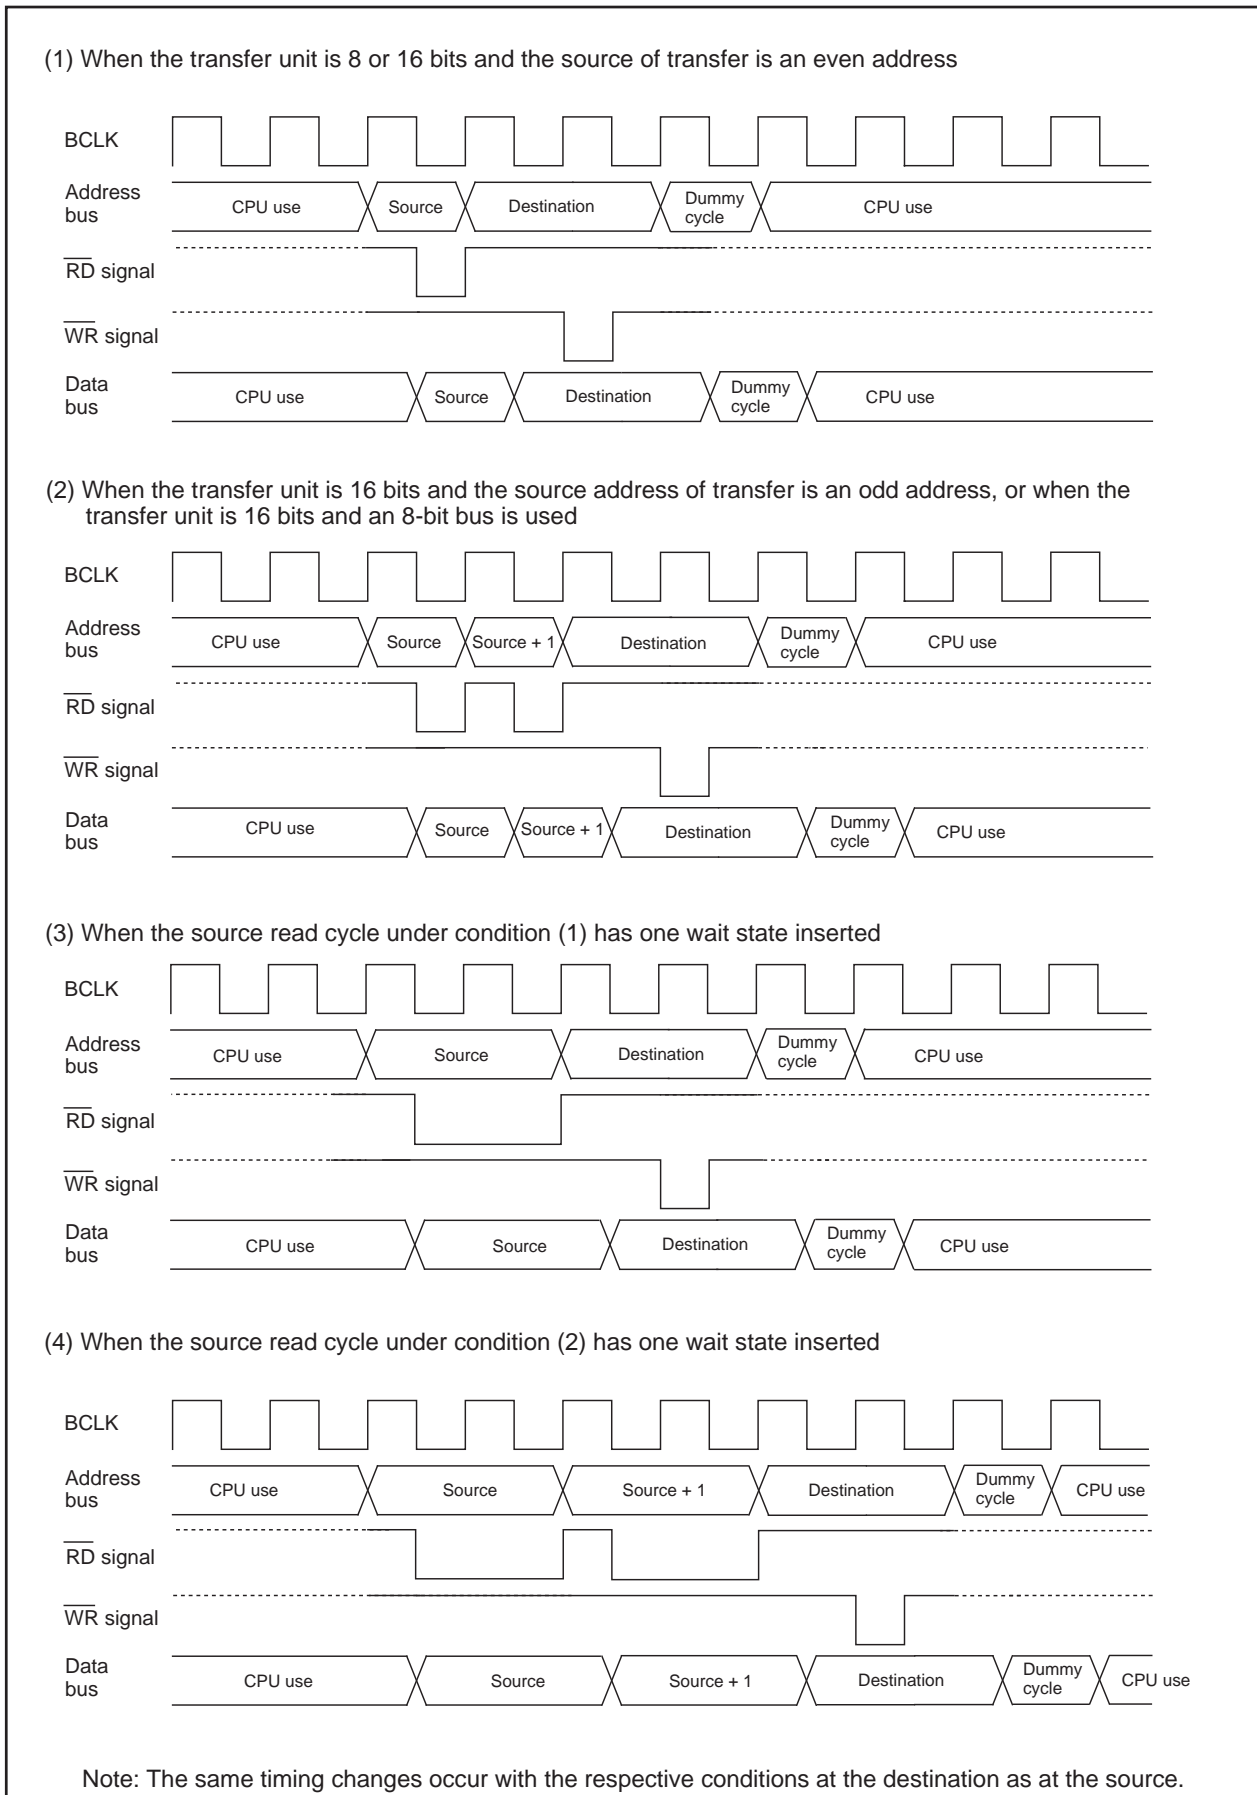 (1) When the transfer unit is 8 or 16 bits and the source of transfer is an even address
BCLK
Address
bus
CPU use
Source
Destination
Dummy
cycle
CPU use
RD signal
WR signal
Data
bus
CPU use
Source
Destination
Dummy
cycle
CPU use
(2) When the transfer unit is 16 bits and the source address of transfer is an odd address, or when the
transfer unit is 16 bits and an 8-bit bus is used
BCLK
Address
bus
CPU use
Source
Source + 1
Destination
Dummy
cycle
CPU use
RD signal
WR signal
Data
bus
CPU use
Source
Source + 1
Destination
Dummy
cycle
CPU use
(3) When the source read cycle under condition (1) has one wait state inserted
BCLK
Address
bus
CPU use
Source
Destination
Dummy
cycle
CPU use
RD signal
WR signal
Data
bus
CPU use
Source
Destination
Dummy
cycle
CPU use
(4) When the source read cycle under condition (2) has one wait state inserted
BCLK
Address
bus
CPU use
Source
Source + 1
Destination
Dummy
cycle
CPU use
RD signal
WR signal
Data
bus
CPU use
Source
Source + 1
Destination
Dummy
cycle
CPU use
Note: The same timing changes occur with the respective conditions at the destination as at the source.